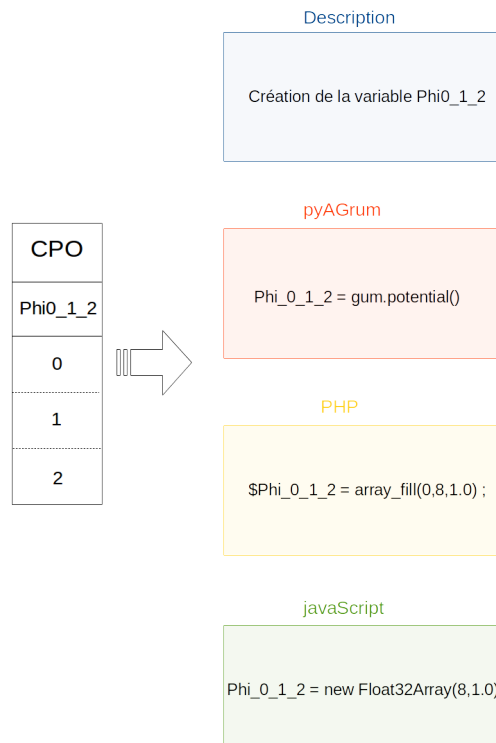 Description
Création de la variable Phi0_1_2
pyAGrum
Phi_0_1_2 = gum.potential()
CPO
Phi0_1_2
0
1
2
PHP
$Phi_0_1_2 = array_fill(0,8,1.0) ;
javaScript
Phi_0_1_2 = new Float32Array(8,1.0)